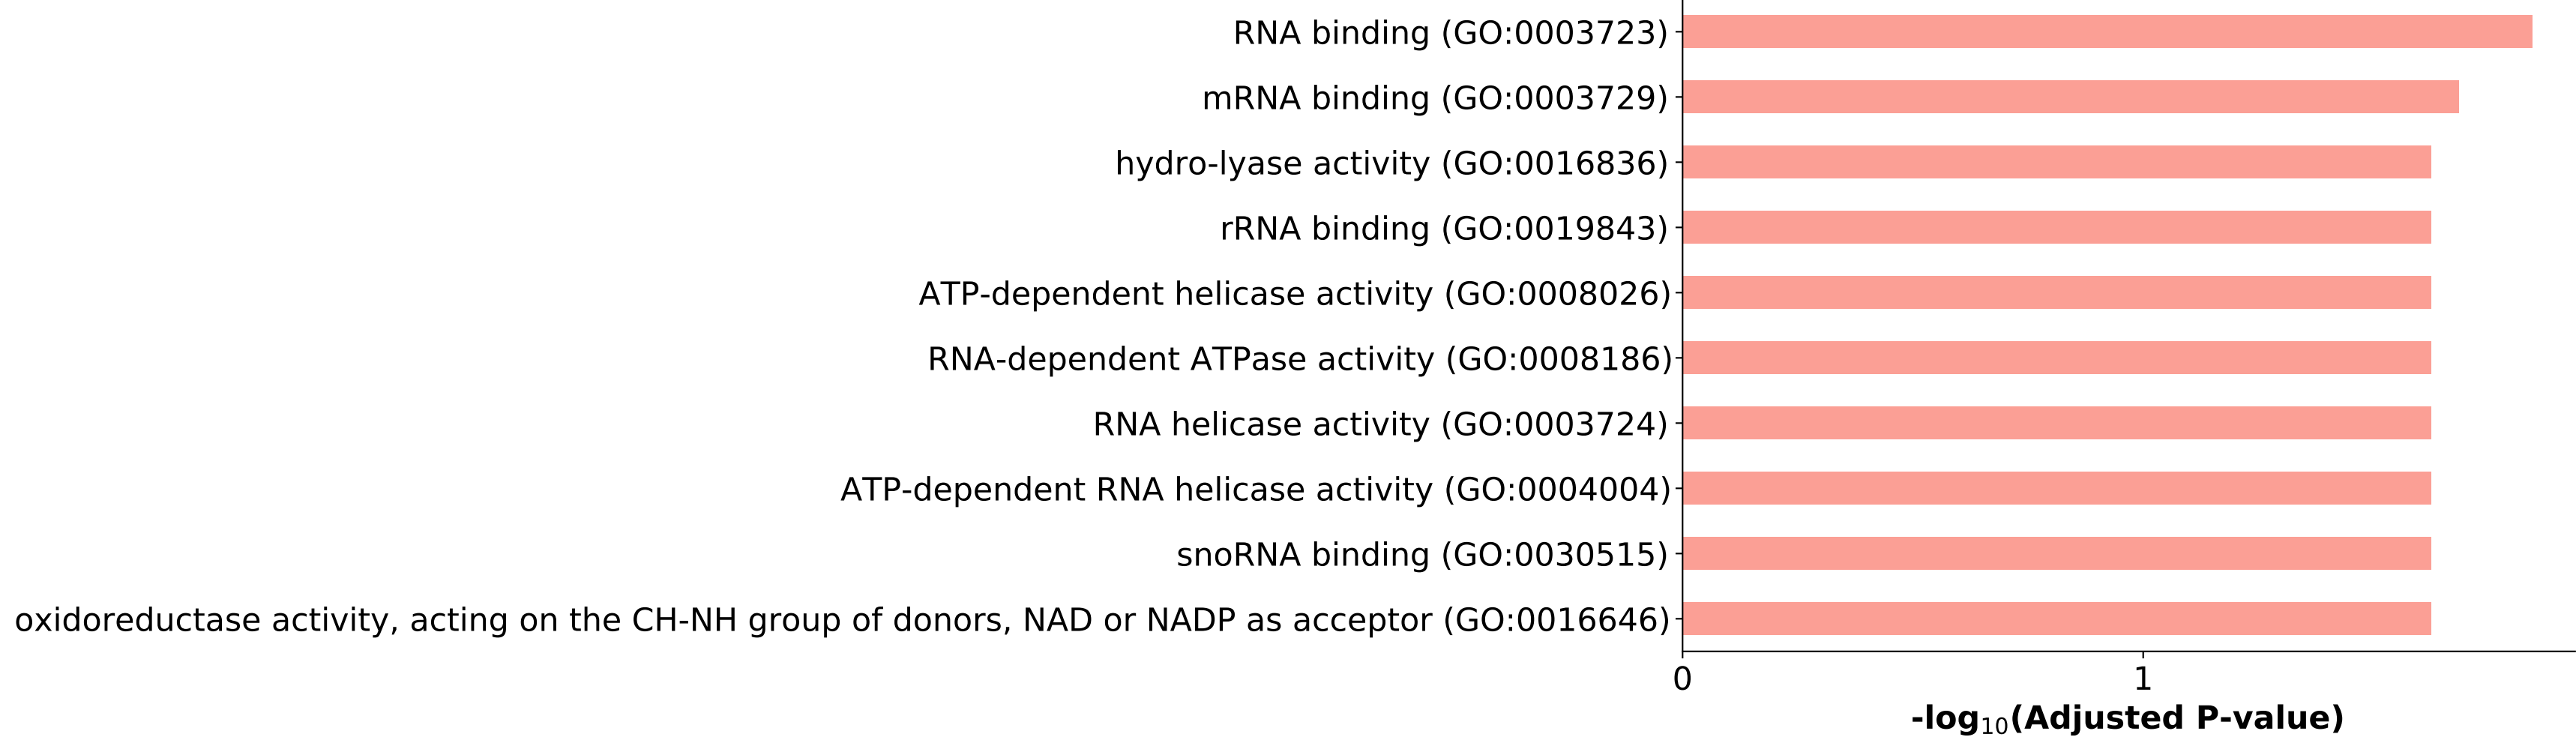 RNA binding (GO:0003723)
mRNA binding (GO:0003729)
hydro-lyase activity (GO:0016836)
rRNA binding (GO:0019843)
ATP-dependent helicase activity (GO:0008026)
RNA-dependent ATPase activity (GO:0008186)
RNA helicase activity (GO:0003724)
ATP-dependent RNA helicase activity (GO:0004004)
snoRNA binding (GO:0030515)
oxidoreductase activity, acting on the CH-NH group of donors, NAD or NADP as acceptor (GO:0016646)
0 1
-log₁₀(Adjusted P-value)